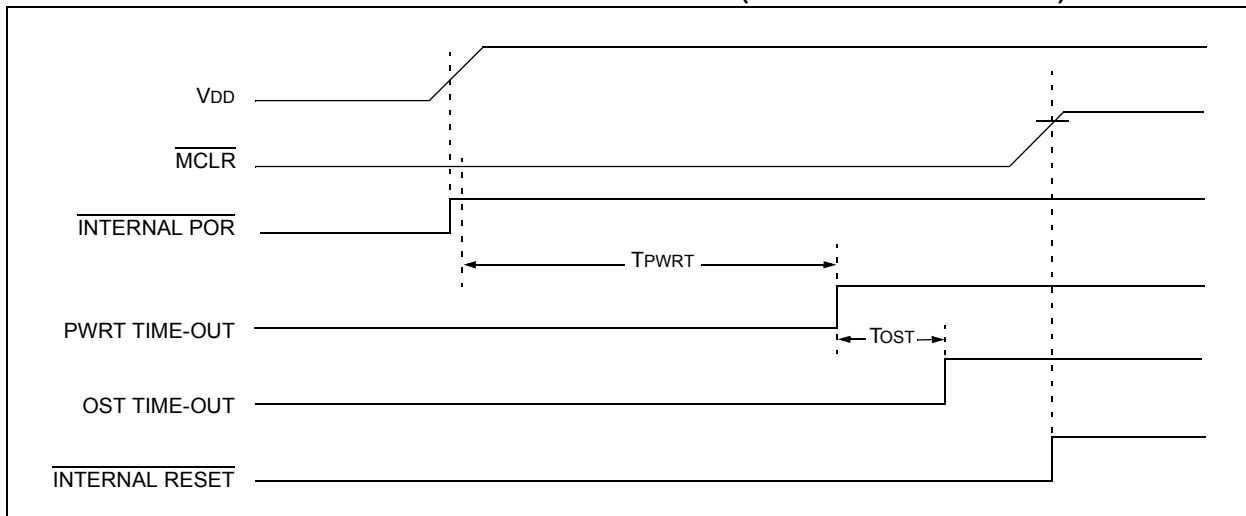 VDD
MCLR
INTERNAL POR
TPWRT
PWRT TIME-OUT
TOST
OST TIME-OUT
INTERNAL RESET